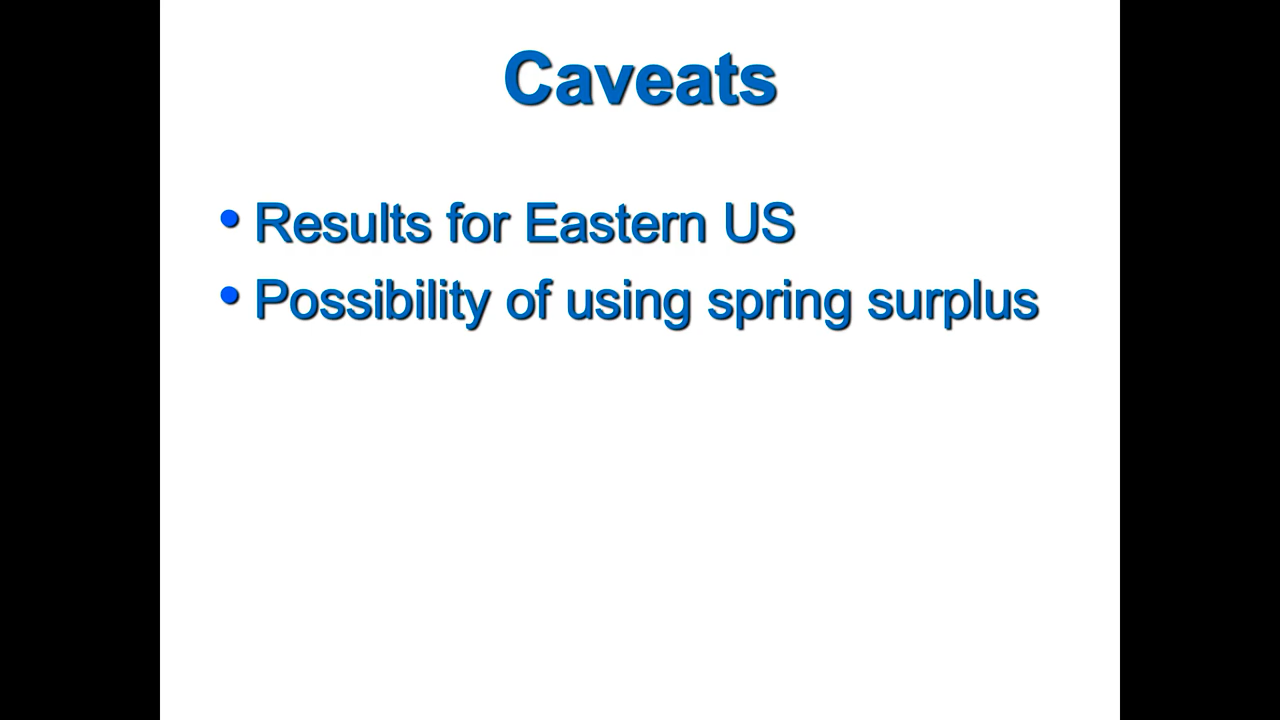 Caveats
• Results for Eastern US
• Possibility of using spring surplus